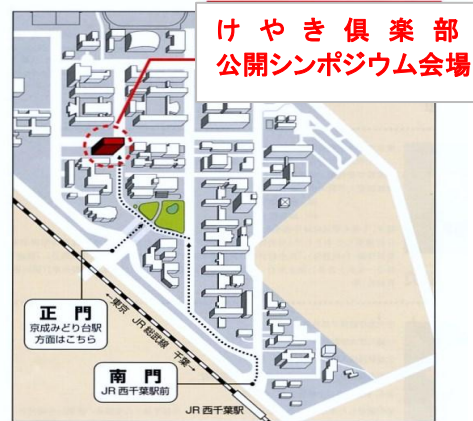 けやき倶楽部
公開シンポジウム会場
正門
京成みどり台駅
方面はこちら
←東京 JR総武線 千葉→
南門
JR西千葉駅前
JR西千葉駅